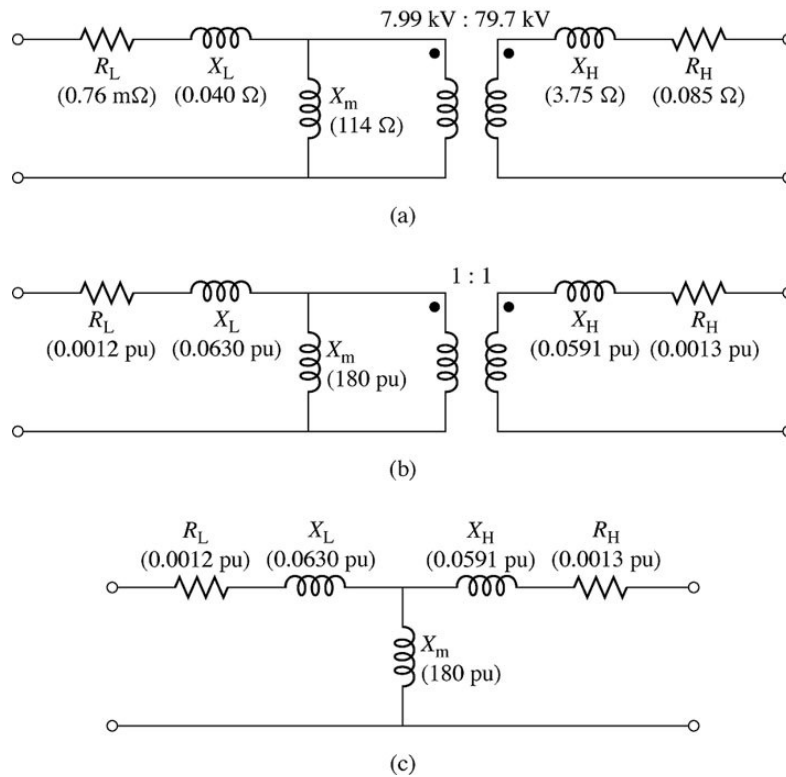 7.99 kV : 79.7 kV
R_L X_L X_H R_H
(0.76 mΩ) (0.040 Ω) (3.75 Ω) (0.085 Ω)
X_m
(114 Ω)
(a)
1 : 1
R_L X_L X_H R_H
(0.0012 pu) (0.0630 pu) (0.0591 pu) (0.0013 pu)
X_m
(180 pu)
(b)
R_L X_L X_H R_H
(0.0012 pu) (0.0630 pu) (0.0591 pu) (0.0013 pu)
X_m
(180 pu)
(c)